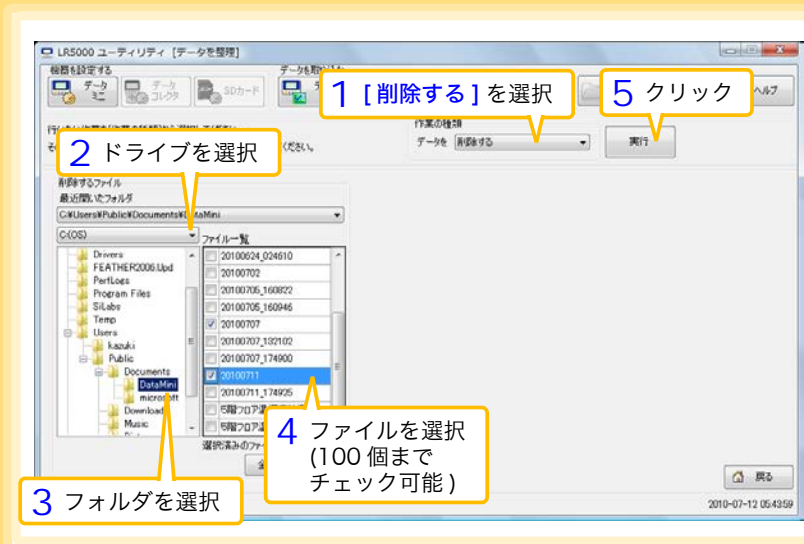 LR5000 ユーティリティ [データを整理]
機器を設定する
データ
ミニ
データ
コレクタ
SDカード
1 [削除する]を選択
5 クリック
ヘルプ
2 ドライブを選択
ください。
作業の種類
データを 削除する
実行
削除するファイル
最近開いたフォルダ
C:¥Users¥Public¥Documents¥DataMini
C:(OS)
ファイル一覧
Drivers
FEATHER2006.Upd
PerfLogs
Program Files
SiLabs
Temp
Users
kazuki
Public
Documents
DataMini
microsoft
Download
Music
20100624_024610
20100702
20100705_160822
20100705_160946
20100707
20100707_132102
20100707_174900
20100711
20100711_174925
5階フロア
5階フロア
選択済みのファ
4 ファイルを選択
(100 個まで
チェック可能)
3 フォルダを選択
戻る
2010-07-12 05:43:59